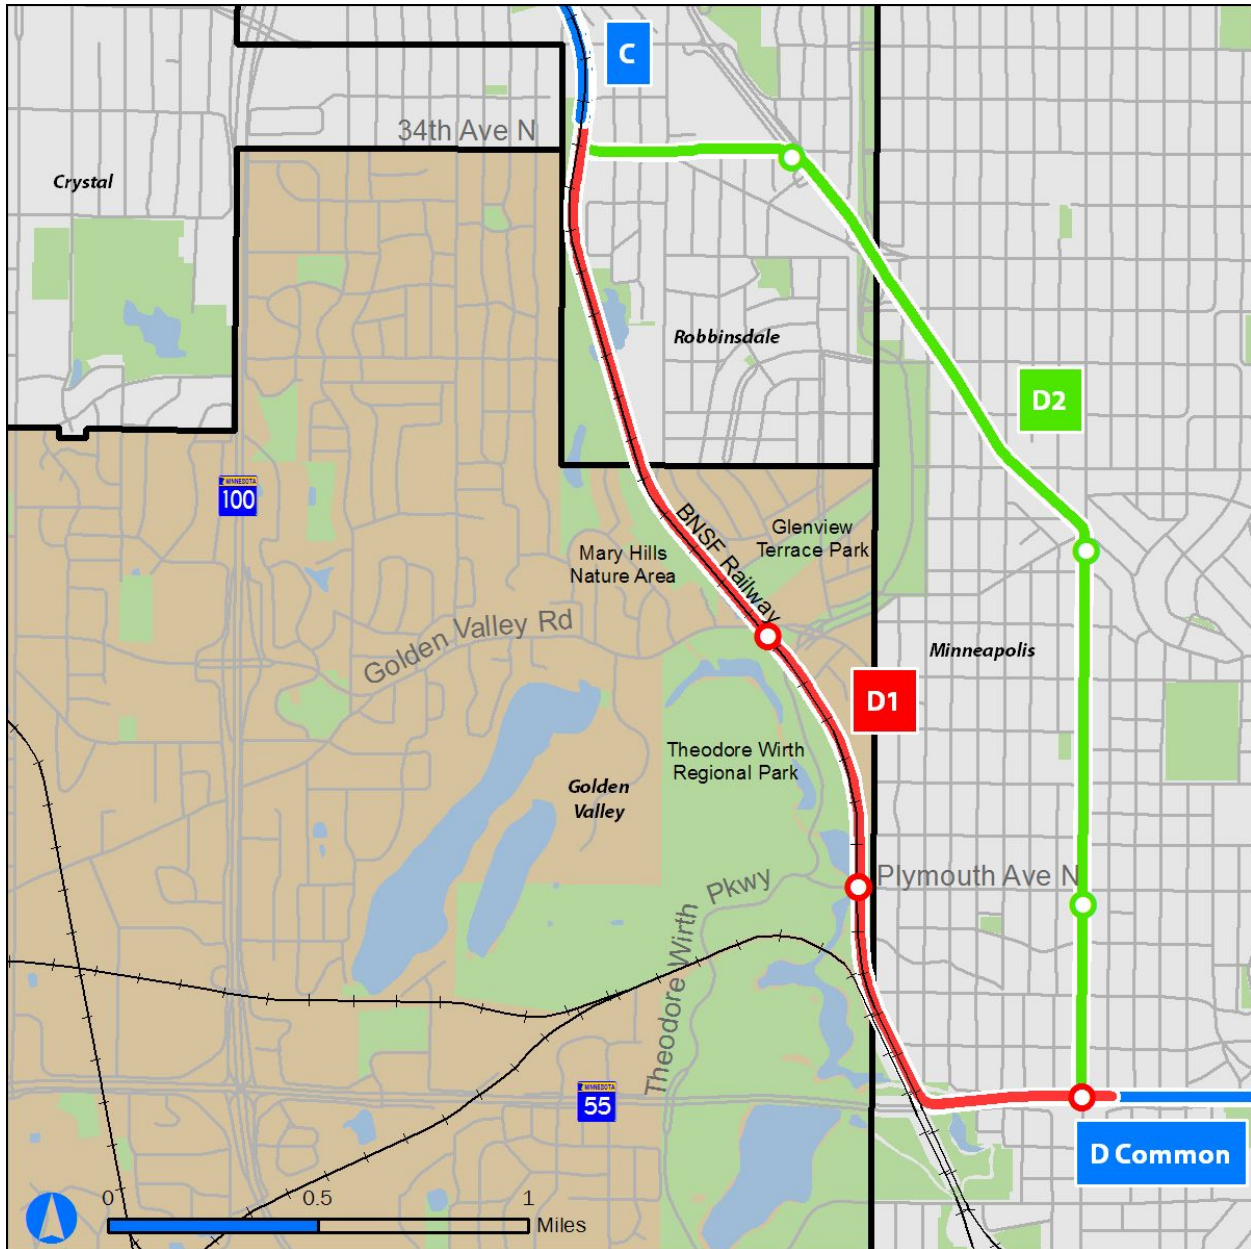 C
34th Ave N
Crystal
Robbinsdale
D2
MINNESOTA
100
BNSF Railway
Glenview
Terrace Park
Mary Hills
Nature Area
Golden Valley Rd
Minneapolis
D1
Theodore Wirth
Regional Park
Golden
Valley
Plymouth Ave N
Theodore Wirth Pkwy
MINNESOTA
55
D Common
0 0.5 1
Miles